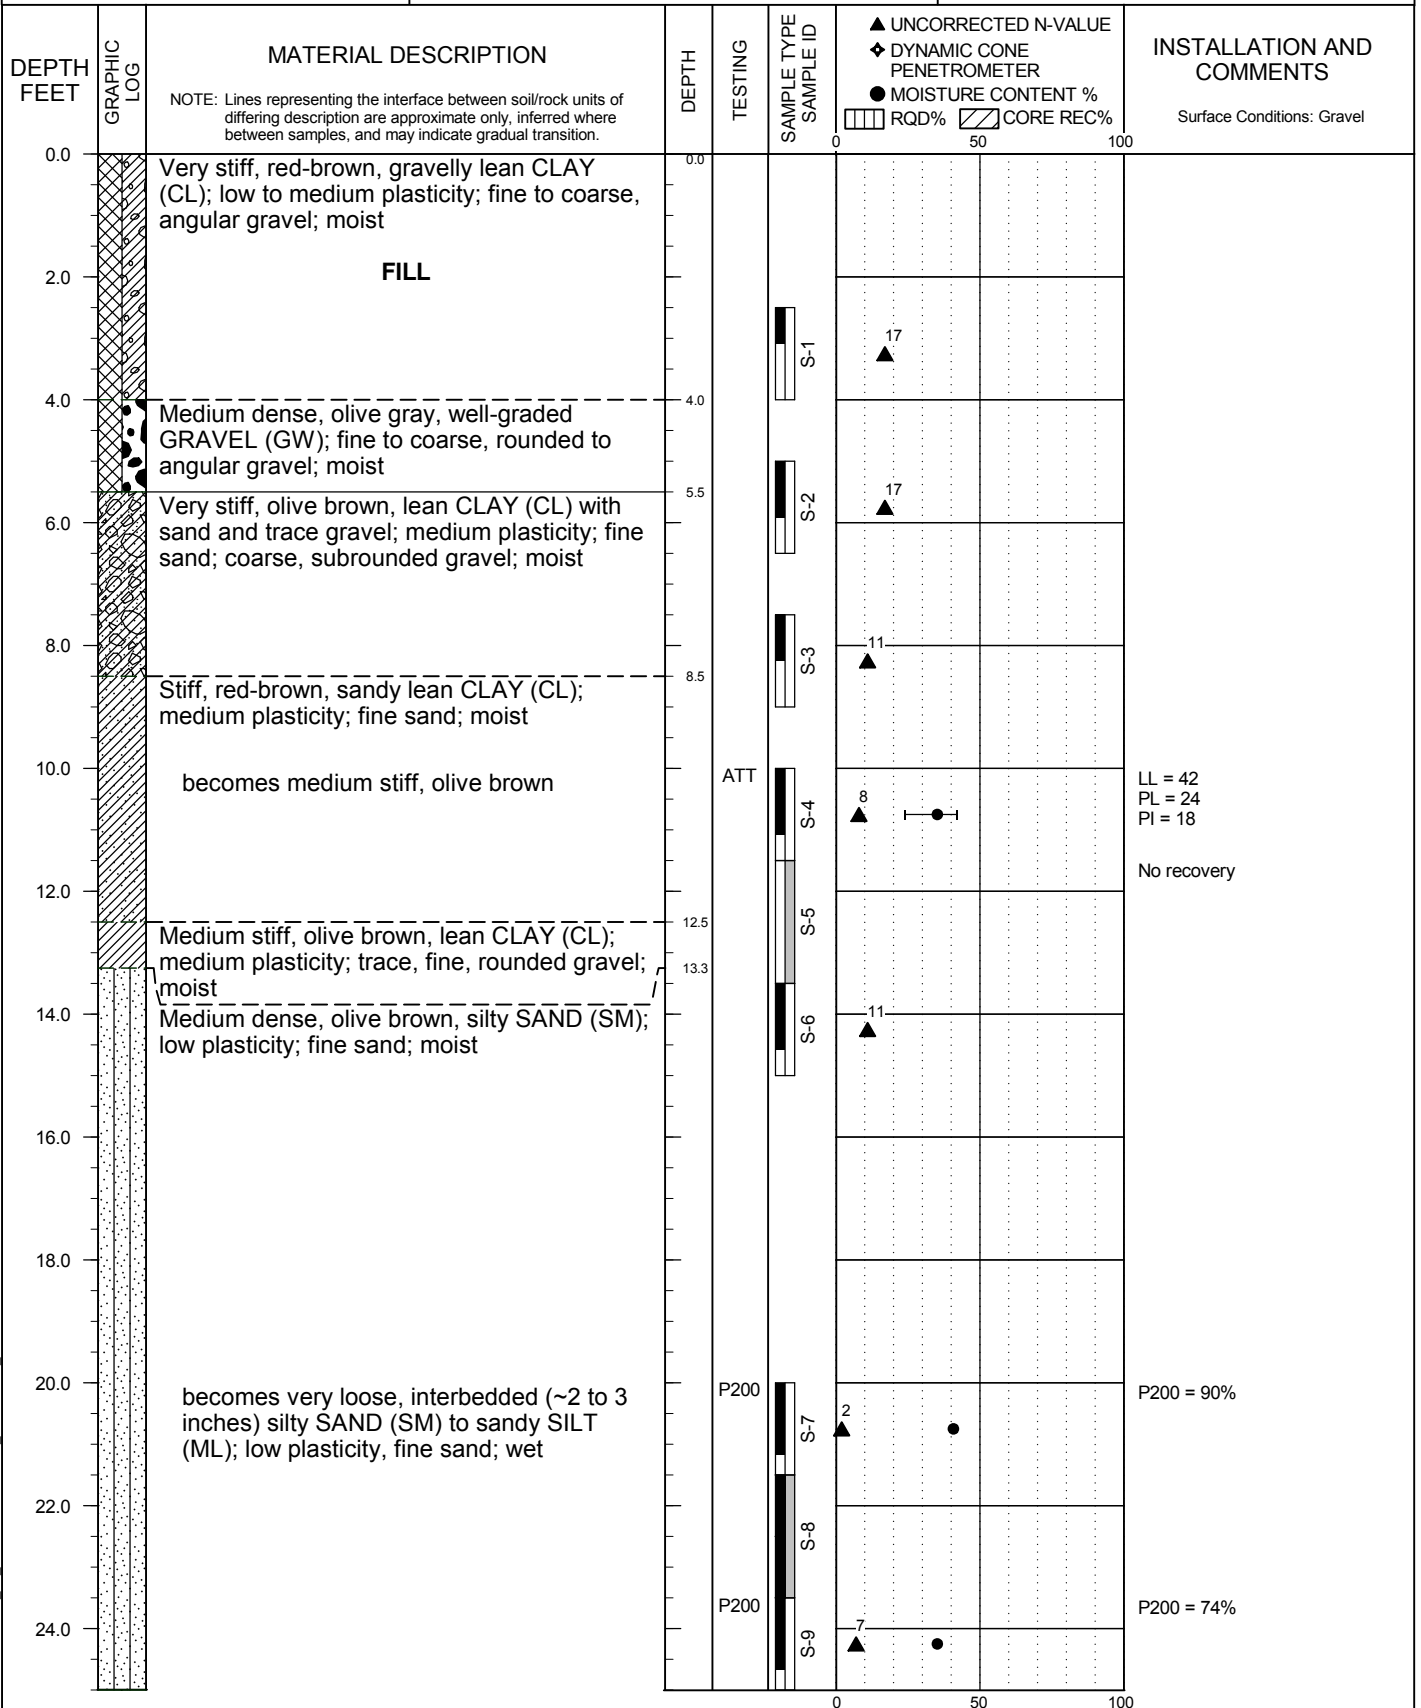 DEPTH
FEET
GRAPHIC
LOG
MATERIAL DESCRIPTION
NOTE: Lines representing the interface between soil/rock units of
differing description are approximate only, inferred where
between samples, and may indicate gradual transition.
DEPTH
TESTING
SAMPLE TYPE
SAMPLE ID
UNCORRECTED N-VALUE
DYNAMIC CONE
PENETROMETER
MOISTURE CONTENT %
RQD% CORE REC%
0 50 100
INSTALLATION AND
COMMENTS
Surface Conditions: Gravel
0.0
Very stiff, red-brown, gravelly lean CLAY
(CL); low to medium plasticity; fine to coarse,
angular gravel; moist
0.0
FILL
2.0
S-1
17
4.0
Medium dense, olive gray, well-graded
GRAVEL (GW); fine to coarse, rounded to
angular gravel; moist
4.0
5.5
Very stiff, olive brown, lean CLAY (CL) with
sand and trace gravel; medium plasticity; fine
sand; coarse, subrounded gravel; moist
S-2
17
6.0
8.0
S-3
11
8.5
Stiff, red-brown, sandy lean CLAY (CL);
medium plasticity; fine sand; moist
10.0
becomes medium stiff, olive brown
ATT
S-4
8
LL = 42
PL = 24
PI = 18
No recovery
12.0
S-5
12.5
Medium stiff, olive brown, lean CLAY (CL);
medium plasticity; trace, fine, rounded gravel;
moist
13.3
14.0
Medium dense, olive brown, silty SAND (SM);
low plasticity; fine sand; moist
S-6
11
16.0
18.0
20.0
becomes very loose, interbedded (~2 to 3
inches) silty SAND (SM) to sandy SILT
(ML); low plasticity, fine sand; wet
P200
S-7
2
P200 = 90%
22.0
S-8
P200
P200 = 74%
24.0
S-9
7
0 50 100